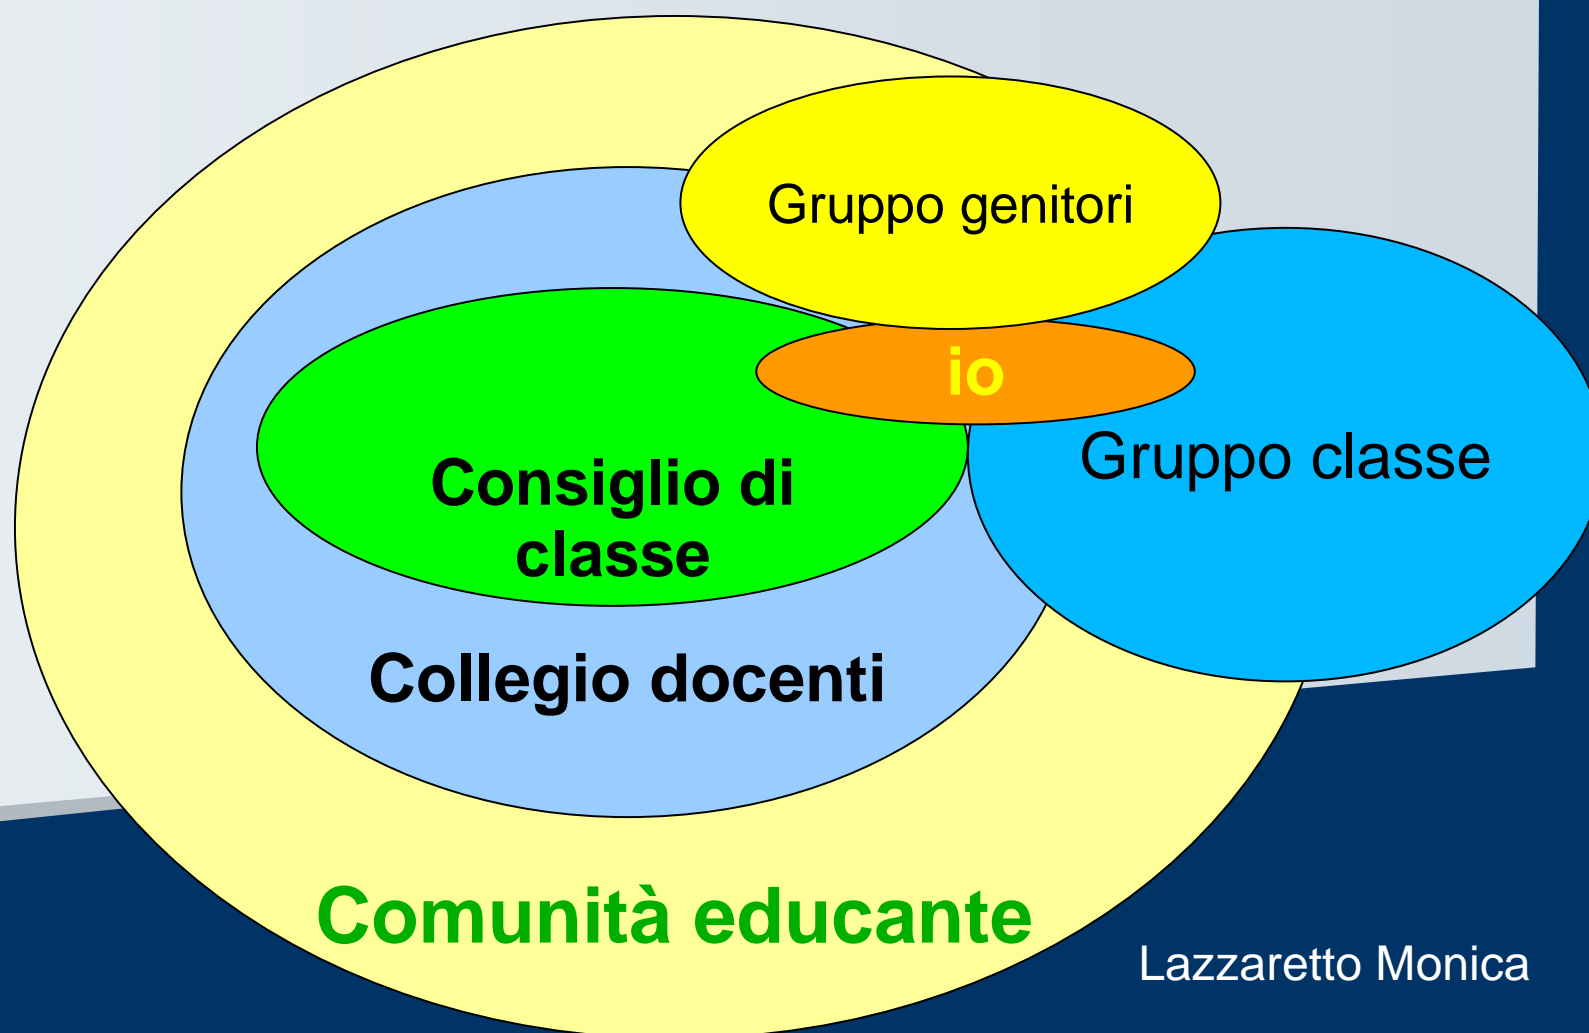 Gruppo genitori
io
Gruppo classe
Consiglio di
classe
Collegio docenti
Comunità educante
Lazzaretto Monica